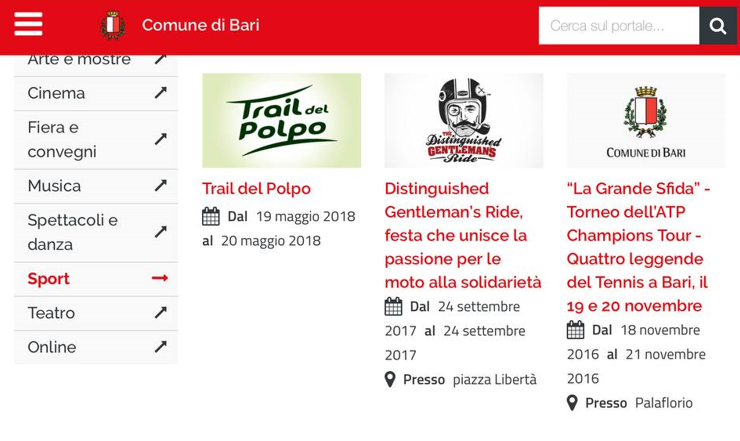 Comune di Bari
Cerca sul portale...
Arte e mostre
Cinema
Fiera e
convegni
Musica
Spettacoli e
danza
Sport
Teatro
Online
Trail del
Polpo
Trail del Polpo
Dal 19 maggio 2018
al 20 maggio 2018
THE
Distinguished
GENTLEMANS
Ride
Distinguished
Gentleman's Ride,
festa che unisce la
passione per le
moto alla solidarietà
Dal 24 settembre
2017 al 24 settembre
2017
Presso piazza Libertà
COMUNE DI BARI
“La Grande Sfida” -
Torneo dell'ATP
Champions Tour -
Quattro leggende
del Tennis a Bari, il
19 e 20 novembre
Dal 18 novembre
2016 al 21 novembre
2016
Presso Palaflorio